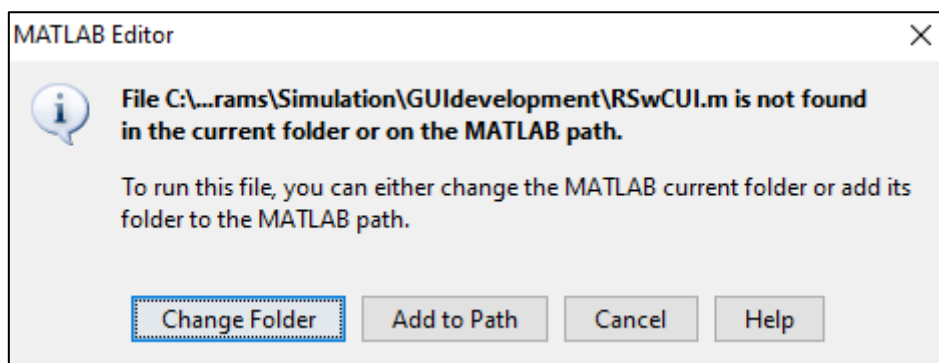 MATLAB Editor
File C:\...rams\Simulation\GUIdevelopment\RSwCUI.m is not found
in the current folder or on the MATLAB path.
To run this file, you can either change the MATLAB current folder or add its
folder to the MATLAB path.
Change Folder Add to Path Cancel Help